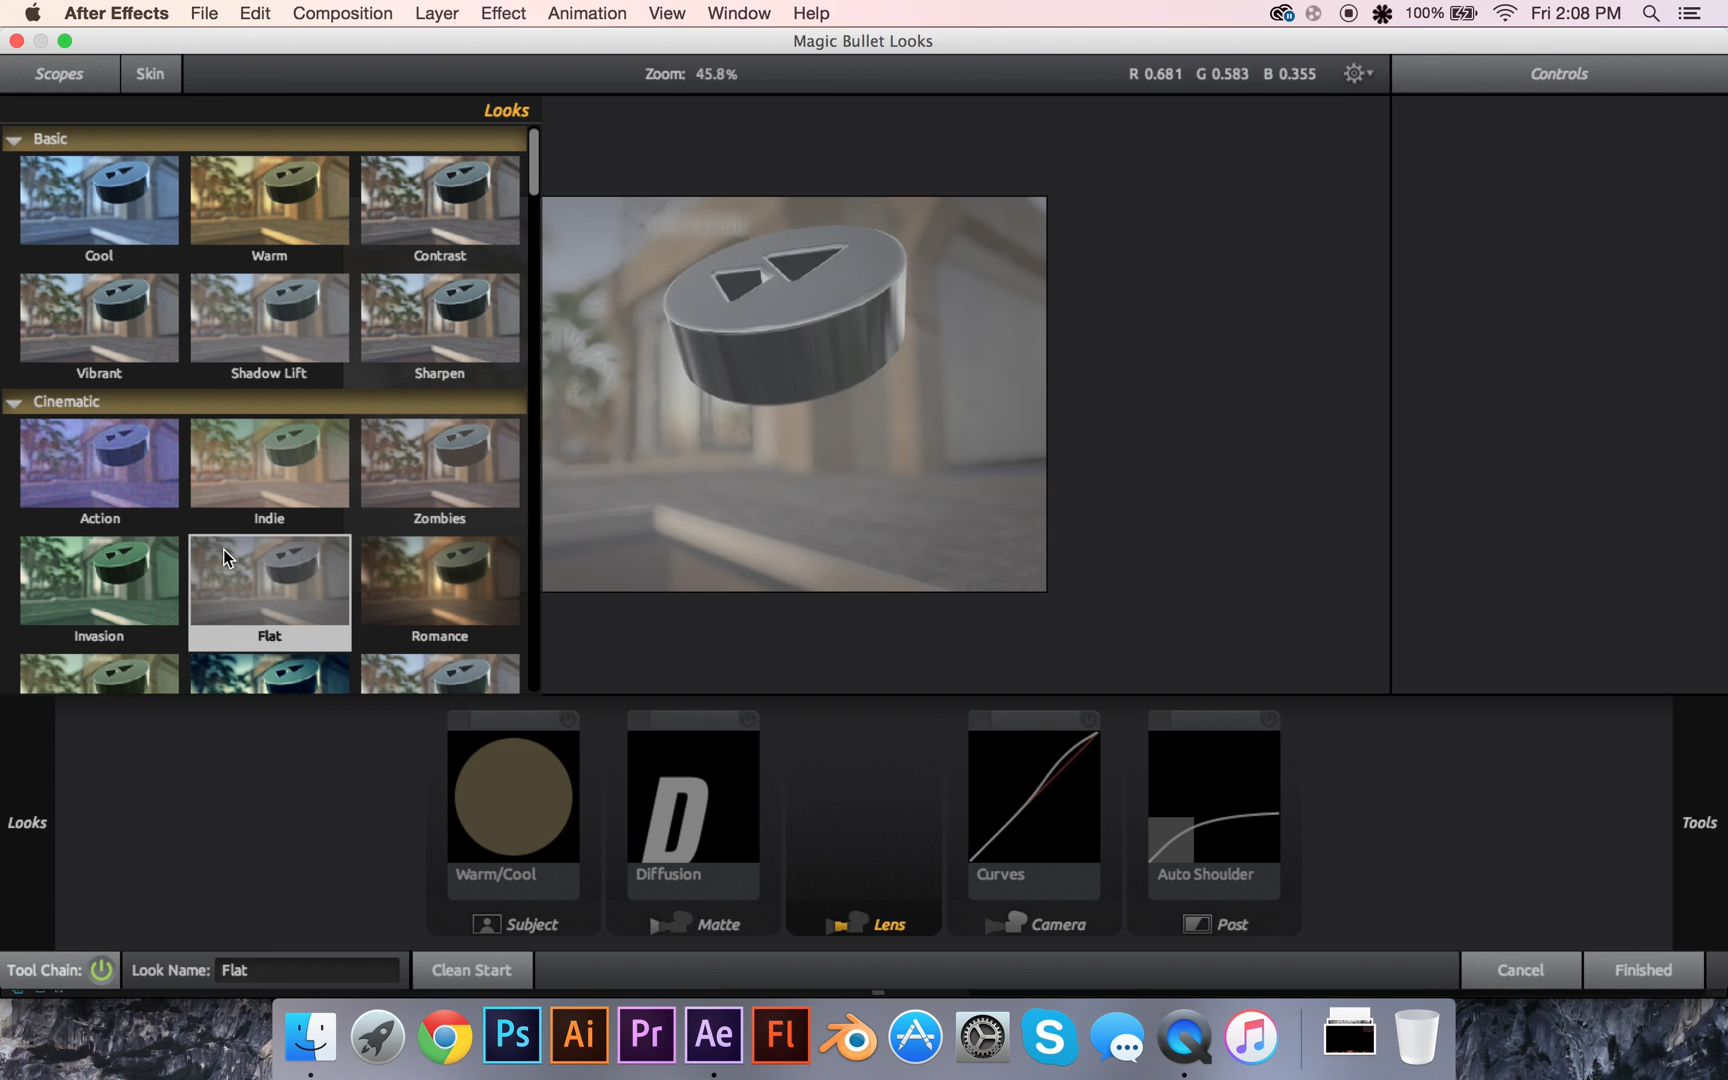 After Effects File Edit Composition Layer Effect Animation View Window Help 100% Fri 2:08 PM
Magic Bullet Looks
Scopes Skin Zoom: 45.8% R 0.681 G 0.583 B 0.355 Controls
Looks
Basic
Cool Warm Contrast
Vibrant Shadow Lift Sharpen
Cinematic
Action Indie Zombies
Invasion Flat Romance
D
Warm/Cool Diffusion Curves Auto Shoulder
Looks Tools
Subject Matte Lens Camera Post
Tool Chain: Look Name: Flat Clean Start Cancel Finished
Ps Ai Pr Ae Fl S